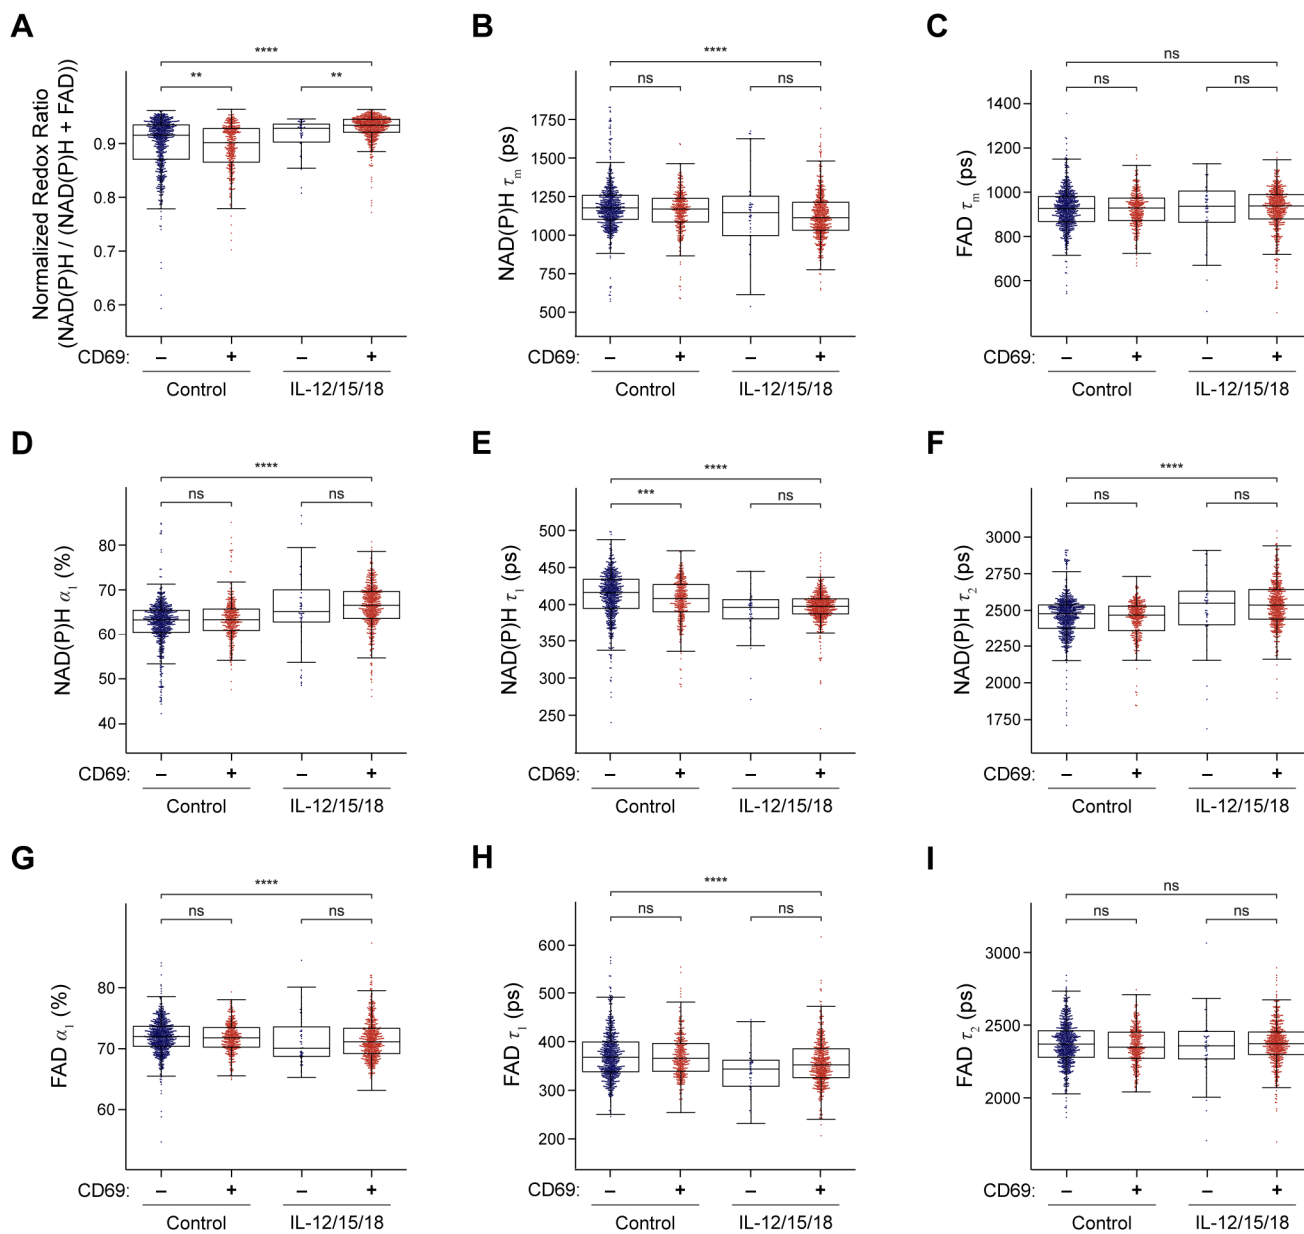 A
Normalized Redox Ratio
(NAD(P)H / (NAD(P)H + FAD))
****
**
**
0.9
0.8
0.7
0.6
CD69:
–
+
–
+
Control
IL-12/15/18
B
NAD(P)H τm (ps)
****
ns
ns
1750
1500
1250
1000
750
500
CD69:
–
+
–
+
Control
IL-12/15/18
C
FAD τm (ps)
ns
ns
ns
1400
1200
1000
800
600
CD69:
–
+
–
+
Control
IL-12/15/18
D
NAD(P)H α1 (%)
****
ns
ns
80
70
60
50
40
CD69:
–
+
–
+
Control
IL-12/15/18
E
NAD(P)H τ1 (ps)
****
***
ns
500
450
400
350
300
250
CD69:
–
+
–
+
Control
IL-12/15/18
F
NAD(P)H τ2 (ps)
****
ns
ns
3000
2750
2500
2250
2000
1750
CD69:
–
+
–
+
Control
IL-12/15/18
G
FAD α1 (%)
****
ns
ns
80
70
60
CD69:
–
+
–
+
Control
IL-12/15/18
H
FAD τ1 (ps)
****
ns
ns
600
500
400
300
200
CD69:
–
+
–
+
Control
IL-12/15/18
I
FAD τ2 (ps)
ns
ns
ns
3000
2500
2000
CD69:
–
+
–
+
Control
IL-12/15/18